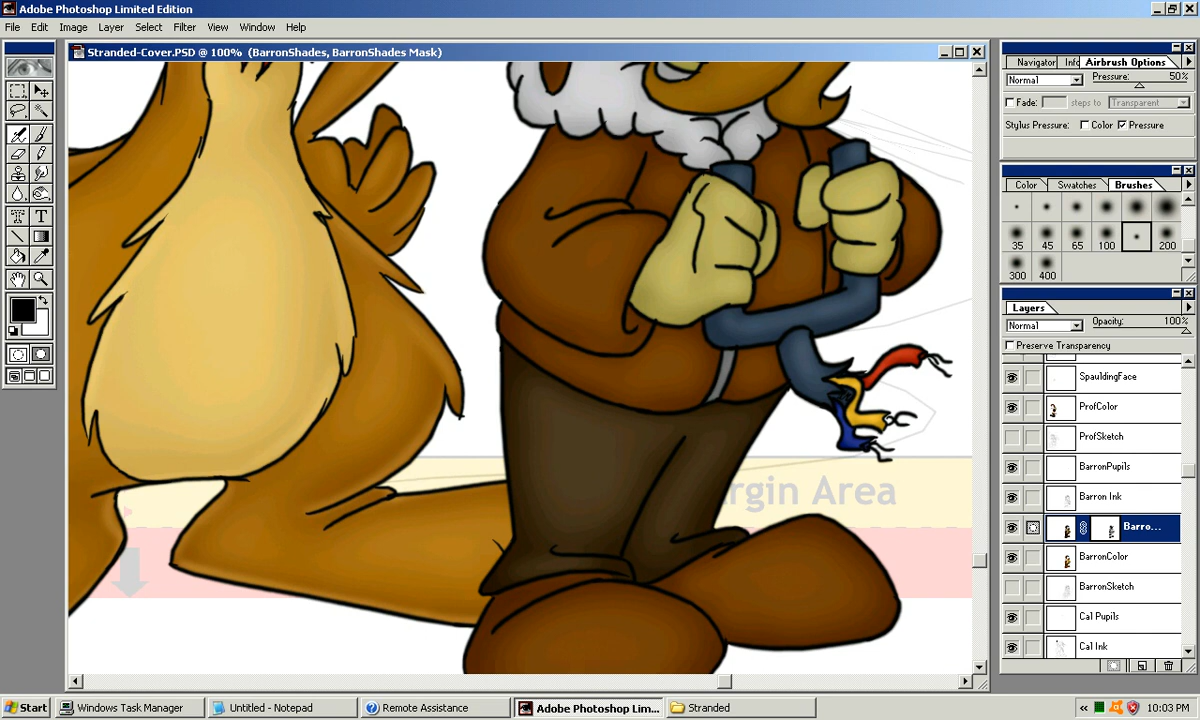 Adobe Photoshop Limited Edition
File Edit Image Layer Select Filter View Window Help
Stranded-Cover.PSD @ 100% (BarronShades, BarronShades Mask)
Navigator Info Airbrush Options
Normal Pressure: 50%
Fade: steps to Transparent
Stylus Pressure: Color Pressure
Color Swatches Brushes
35 45 65 100 200
300 400
Layers
Normal Opacity: 100%
Preserve Transparency
SpauldingFace
ProfColor
ProfSketch
BarronPupils
Barron Ink
Barro...
BarronColor
BarronSketch
Cal Pupils
Cal Ink
rgin Area
Start Windows Task Manager Untitled - Notepad Remote Assistance Adobe Photoshop Lim... Stranded 10:03 PM